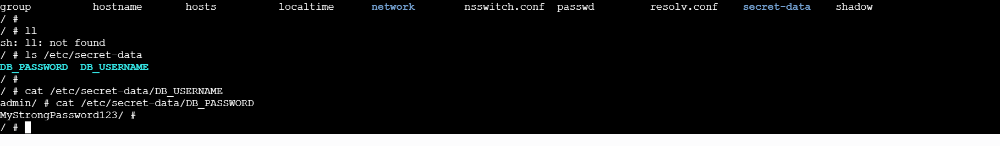 group hostname hosts localtime network nsswitch.conf passwd resolv.conf secret-data shadow
/ #
/ # ll
sh: ll: not found
/ # ls /etc/secret-data
DB_PASSWORD DB_USERNAME
/ #
/ # cat /etc/secret-data/DB_USERNAME
admin/ # cat /etc/secret-data/DB_PASSWORD
MyStrongPassword123/ #
/ #